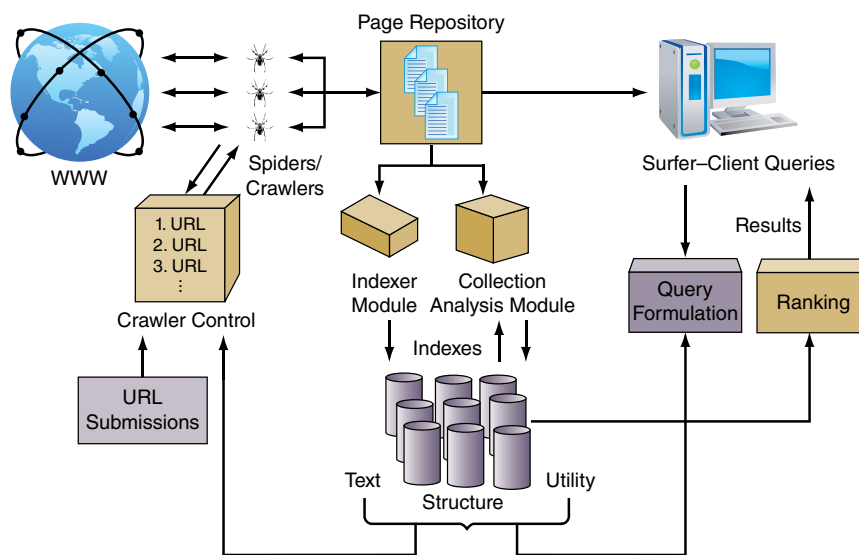 Page Repository
WWW
Spiders/
Crawlers
Surfer–Client Queries
1. URL
2. URL
3. URL
⋮
Crawler Control
Indexer
Module
Collection
Analysis Module
Results
Query
Formulation
Ranking
Indexes
URL
Submissions
Text
Structure
Utility